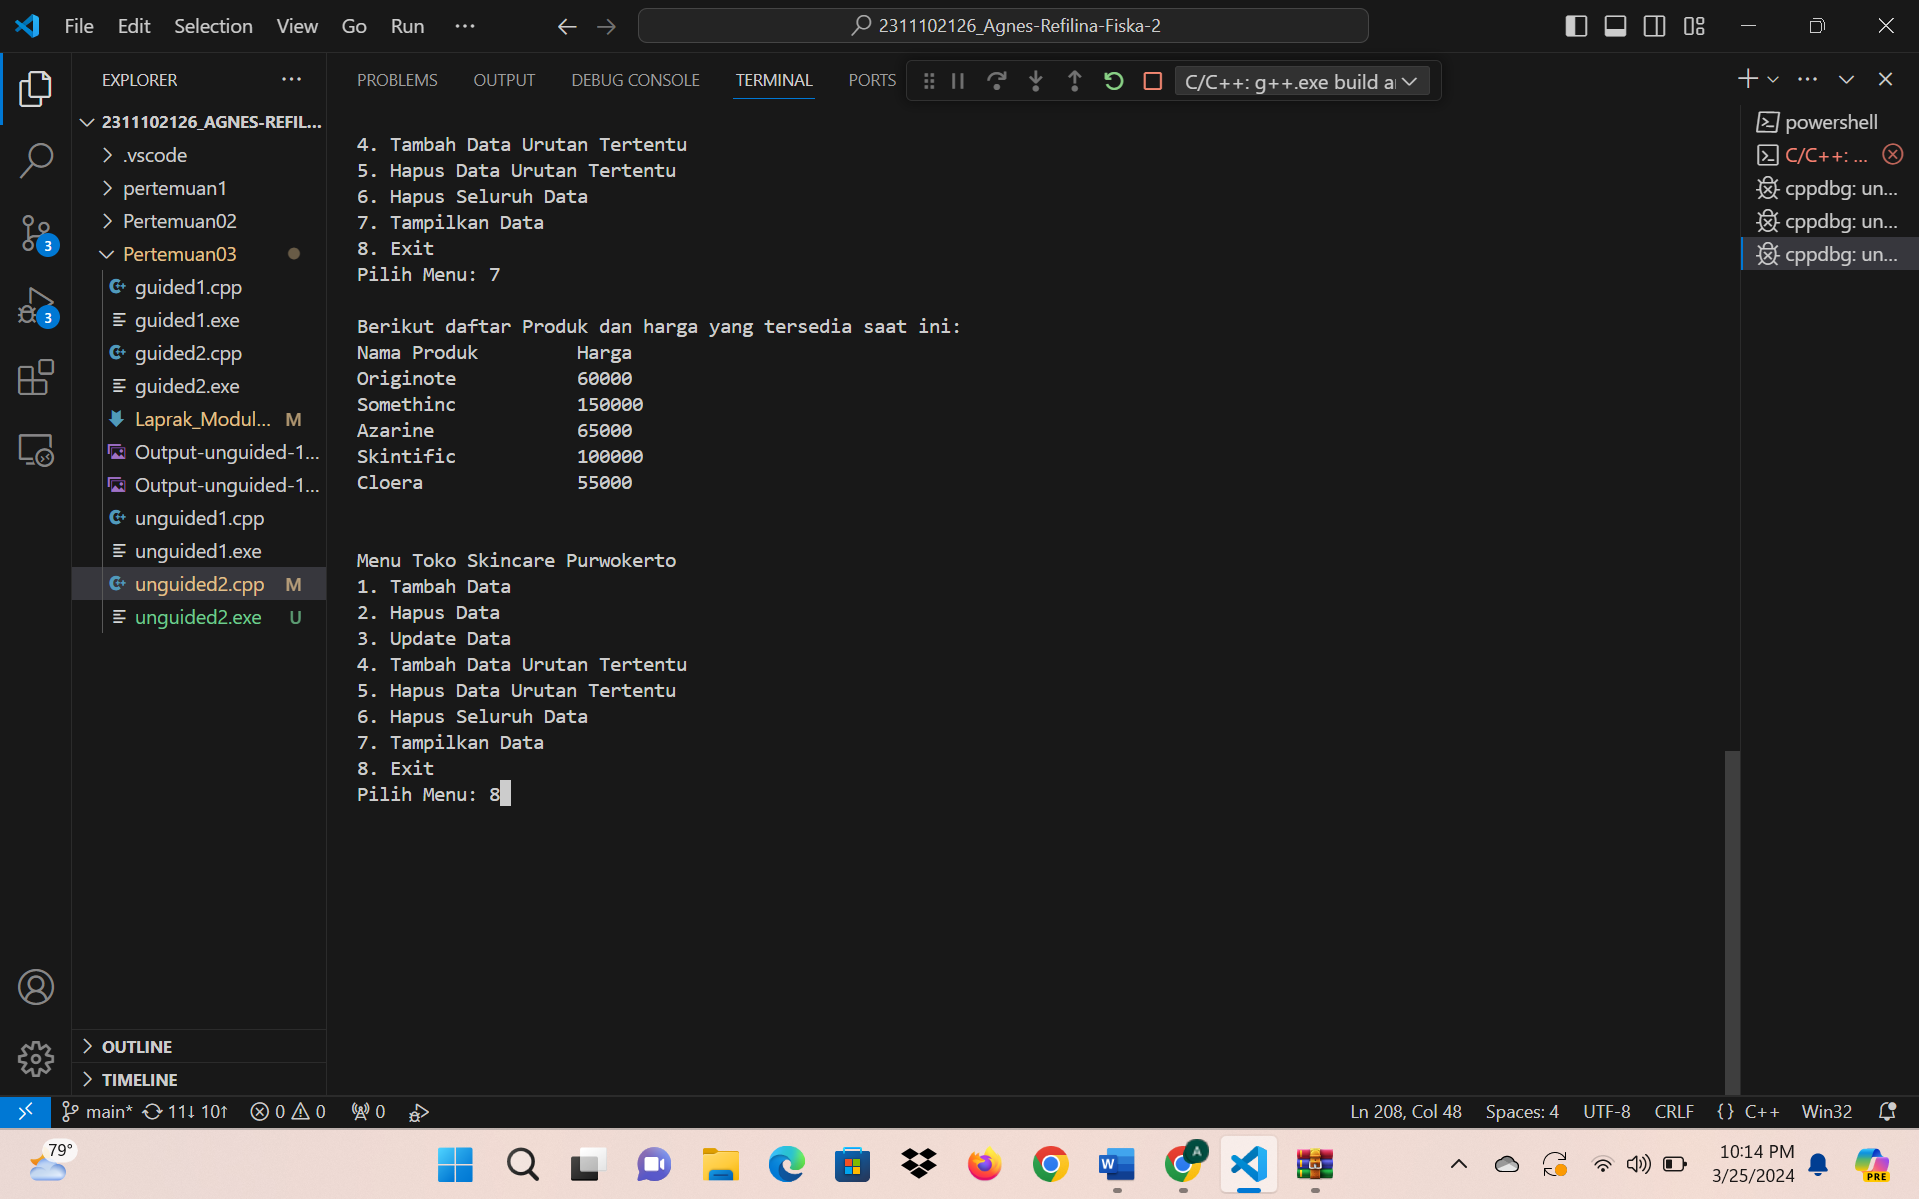 File Edit Selection View Go Run ...
2311102126_Agnes-Refilina-Fiska-2
EXPLORER
PROBLEMS OUTPUT DEBUG CONSOLE TERMINAL PORTS
C/C++: g++.exe build a
2311102126_AGNES-REFIL...
.vscode
pertemuan1
Pertemuan02
Pertemuan03
guided1.cpp
guided1.exe
guided2.cpp
guided2.exe
Laprak_Modul... M
Output-unguided-1...
Output-unguided-1...
unguided1.cpp
unguided1.exe
unguided2.cpp M
unguided2.exe U
OUTLINE
TIMELINE
3
3
4. Tambah Data Urutan Tertentu
5. Hapus Data Urutan Tertentu
6. Hapus Seluruh Data
7. Tampilkan Data
8. Exit
Pilih Menu: 7
Berikut daftar Produk dan harga yang tersedia saat ini:
Nama Produk Harga
Originote 60000
Somethinc 150000
Azarine 65000
Skintific 100000
Cloera 55000
Menu Toko Skincare Purwokerto
1. Tambah Data
2. Hapus Data
3. Update Data
4. Tambah Data Urutan Tertentu
5. Hapus Data Urutan Tertentu
6. Hapus Seluruh Data
7. Tampilkan Data
8. Exit
Pilih Menu: 8
powershell
C/C++: ...
cppdbg: un...
cppdbg: un...
cppdbg: un...
main* 11↓ 10↑ 0 0 0
Ln 208, Col 48 Spaces: 4 UTF-8 CRLF {} C++ Win32
79°
W
A
10:14 PM
3/25/2024
PRE